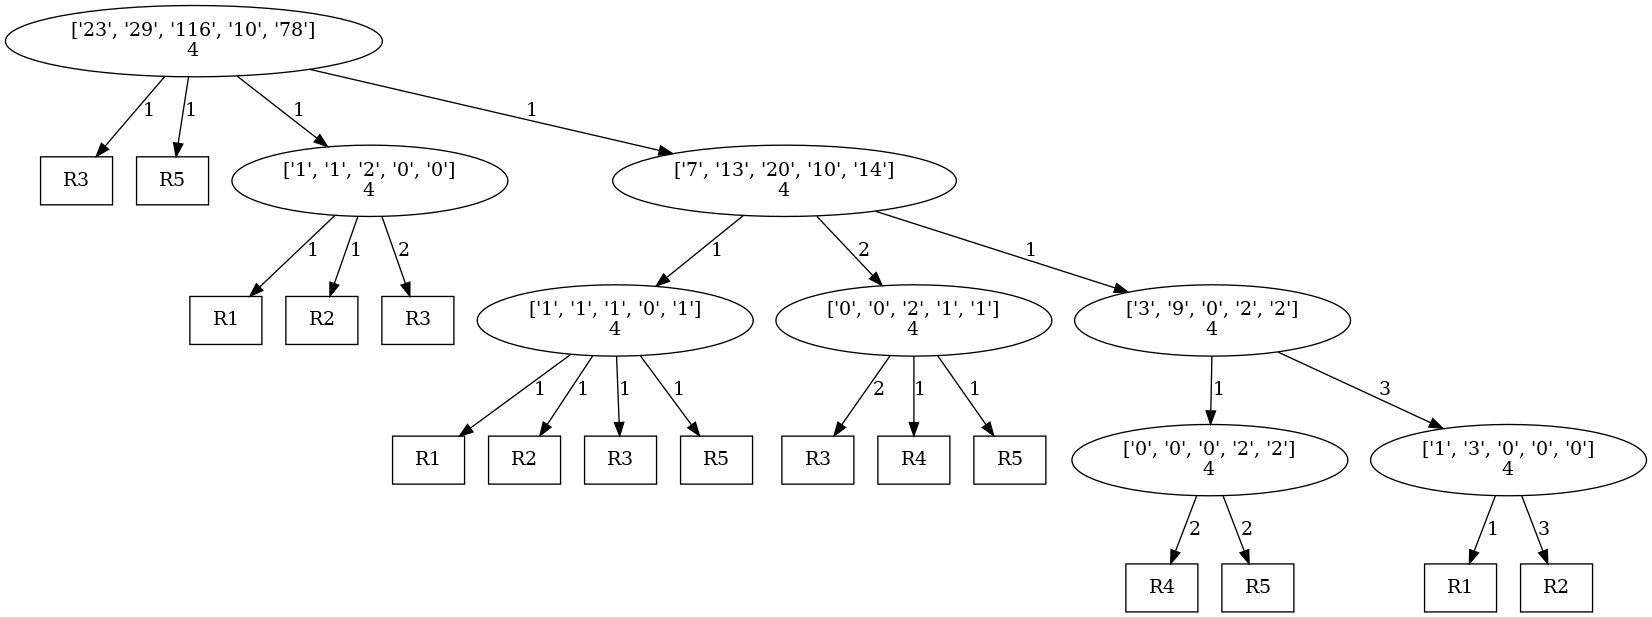 ['23', '29', '116', '10', '78']
4
1
1
1
1
R3
R5
['1', '1', '2', '0', '0']
4
['7', '13', '20', '10', '14']
4
1
1
2
1
2
1
R1
R2
R3
['1', '1', '1', '0', '1']
4
['0', '0', '2', '1', '1']
4
['3', '9', '0', '2', '2']
4
1
1
1
1
2
1
1
1
3
R1
R2
R3
R5
R3
R4
R5
['0', '0', '0', '2', '2']
4
['1', '3', '0', '0', '0']
4
2
2
1
3
R4
R5
R1
R2